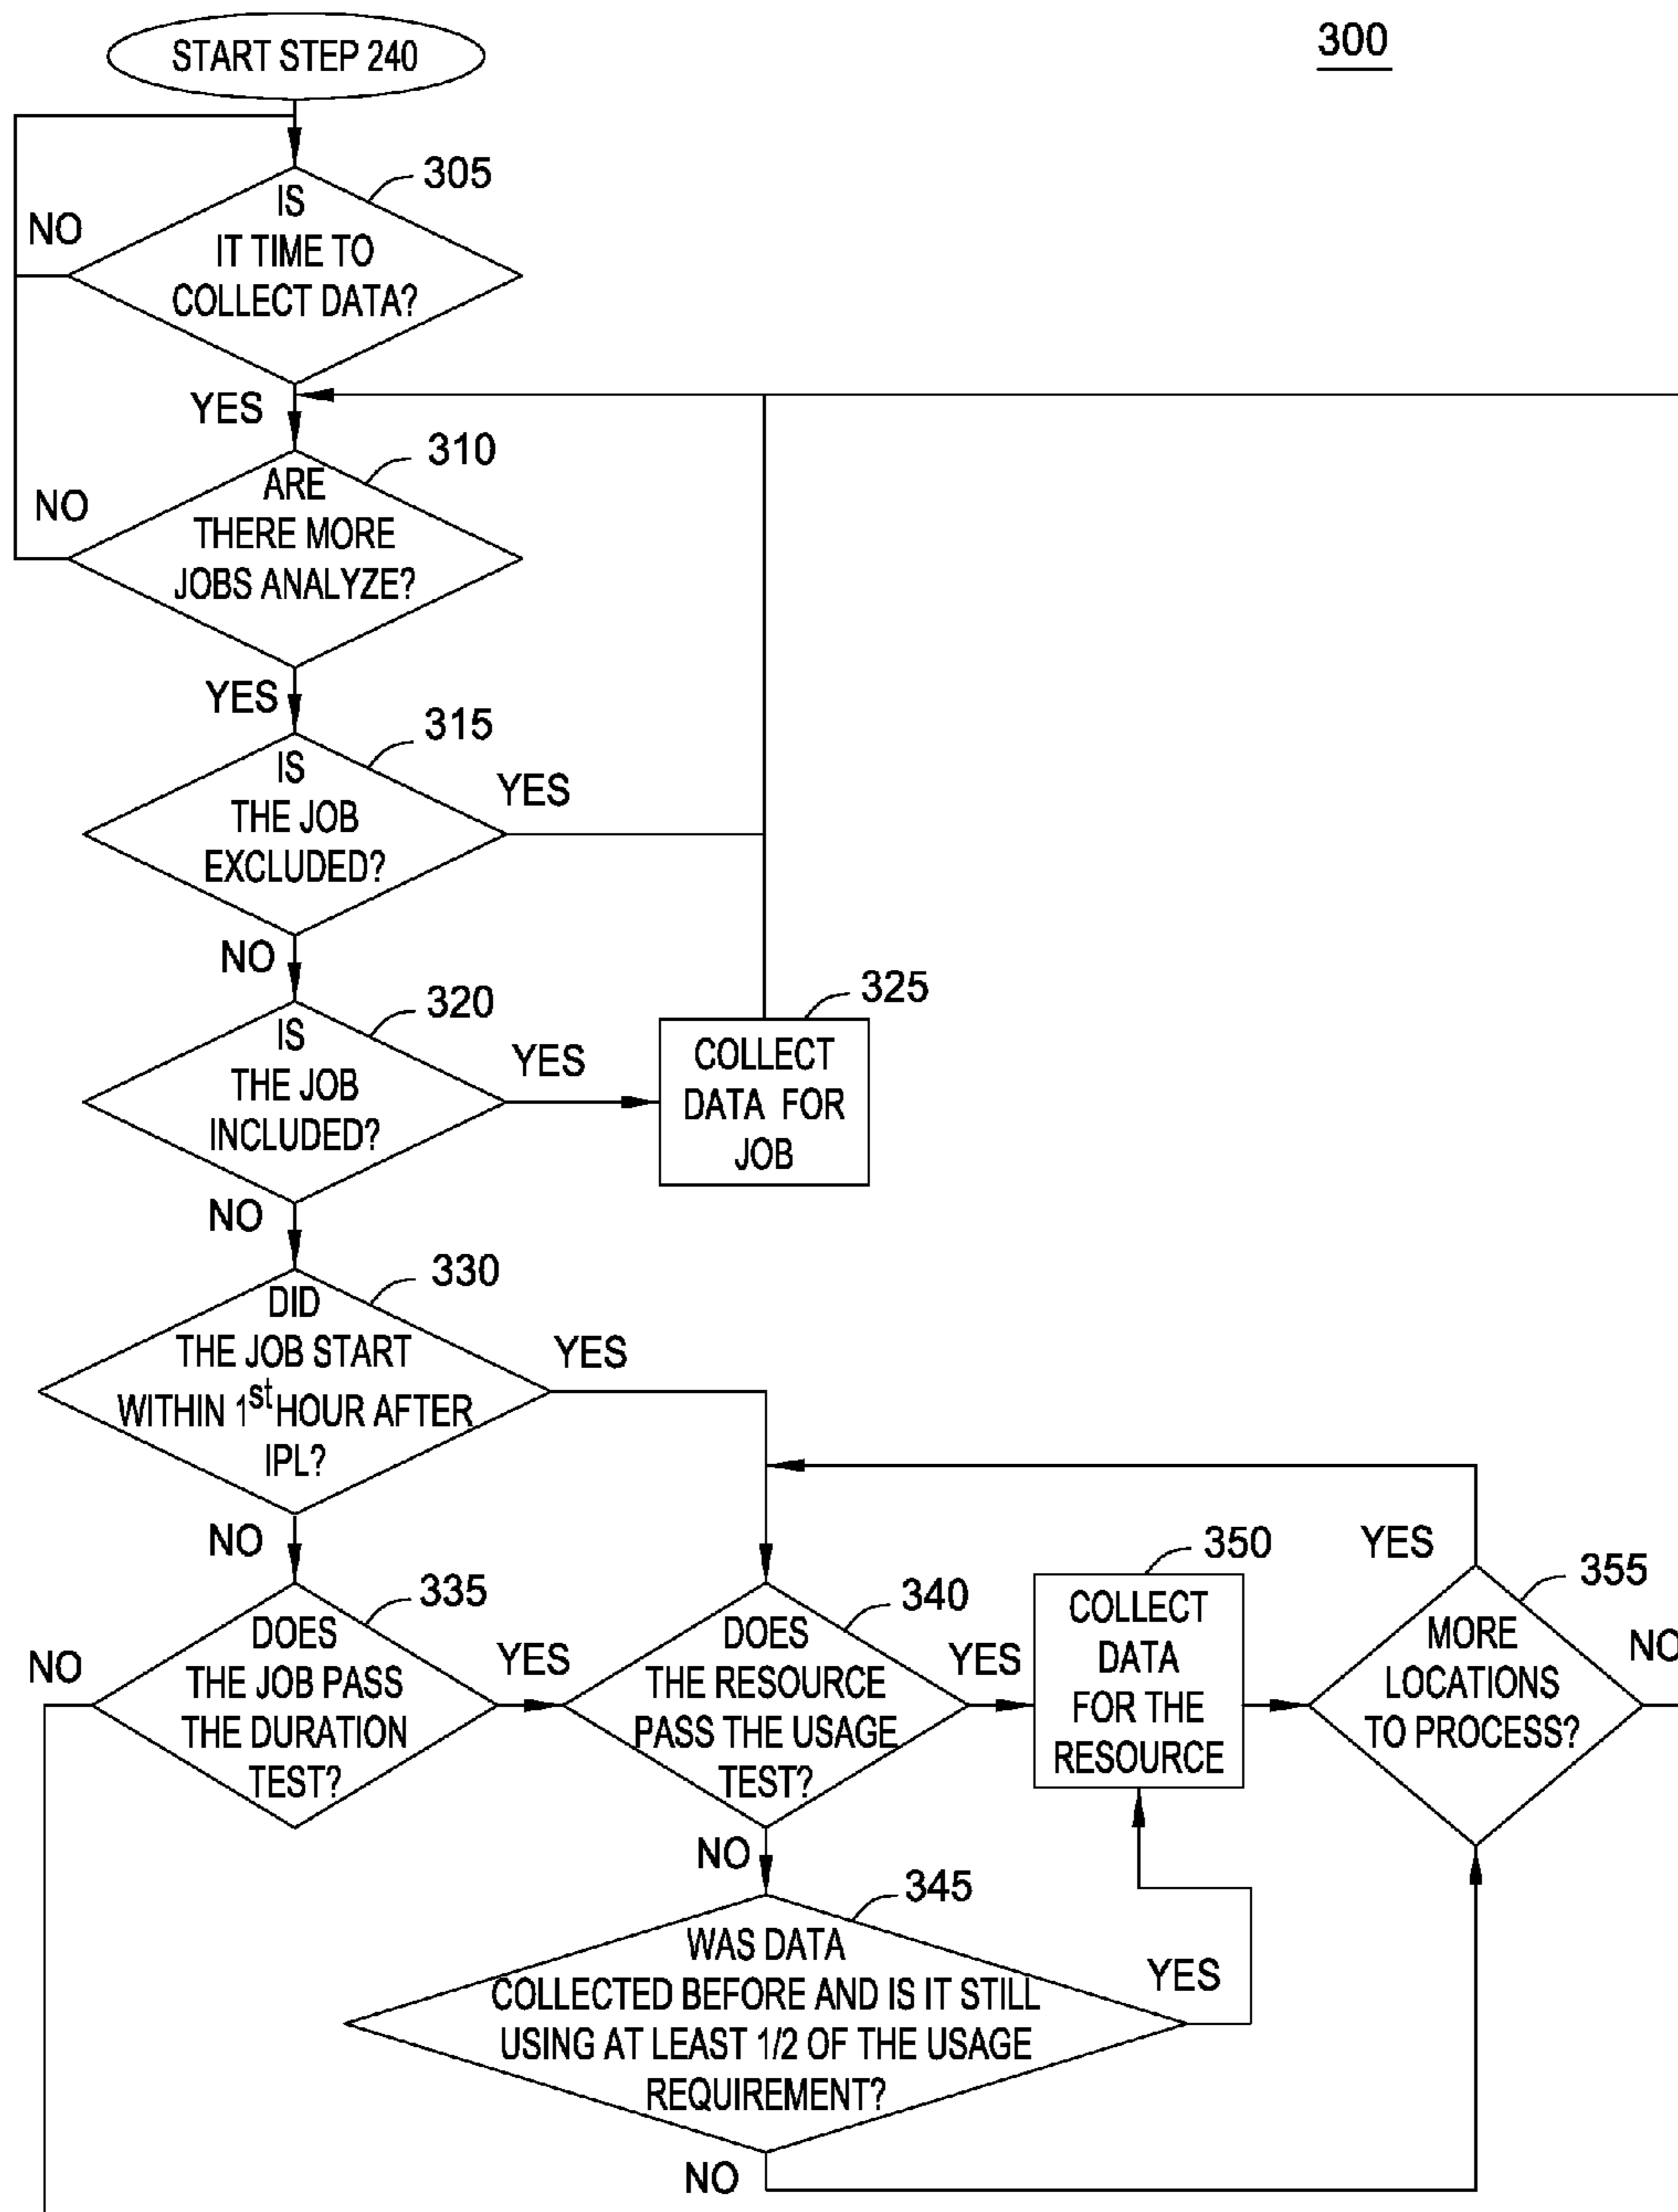 300
START STEP 240
305
IS
IT TIME TO
COLLECT DATA?
NO
YES
310
ARE
THERE MORE
JOBS ANALYZE?
NO
YES
315
IS
THE JOB
EXCLUDED?
YES
NO
320
IS
THE JOB
INCLUDED?
YES
325
COLLECT
DATA FOR
JOB
NO
330
DID
THE JOB START
WITHIN 1st HOUR AFTER
IPL?
YES
NO
335
DOES
THE JOB PASS
THE DURATION
TEST?
NO
YES
340
DOES
THE RESOURCE
PASS THE USAGE
TEST?
YES
350
COLLECT
DATA
FOR THE
RESOURCE
YES
355
MORE
LOCATIONS
TO PROCESS?
NO
NO
345
WAS DATA
COLLECTED BEFORE AND IS IT STILL
USING AT LEAST 1/2 OF THE USAGE
REQUIREMENT?
YES
NO